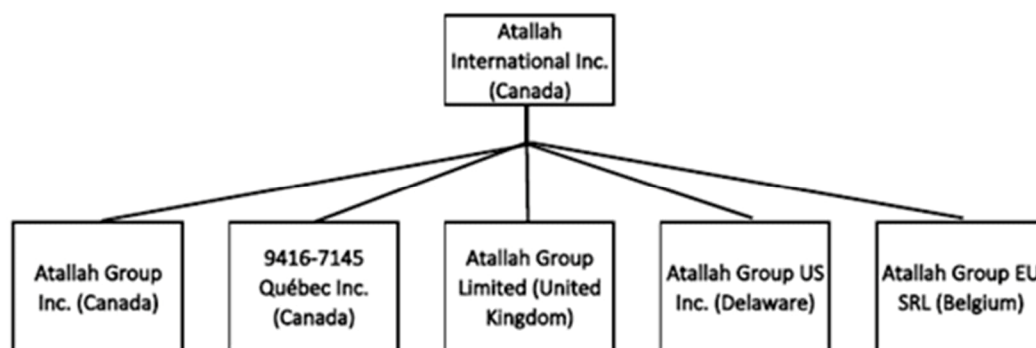 Atallah
International Inc.
(Canada)
Atallah Group
Inc. (Canada)
9416-7145
Québec Inc.
(Canada)
Atallah Group
Limited (United
Kingdom)
Atallah Group US
Inc. (Delaware)
Atallah Group EU
SRL (Belgium)